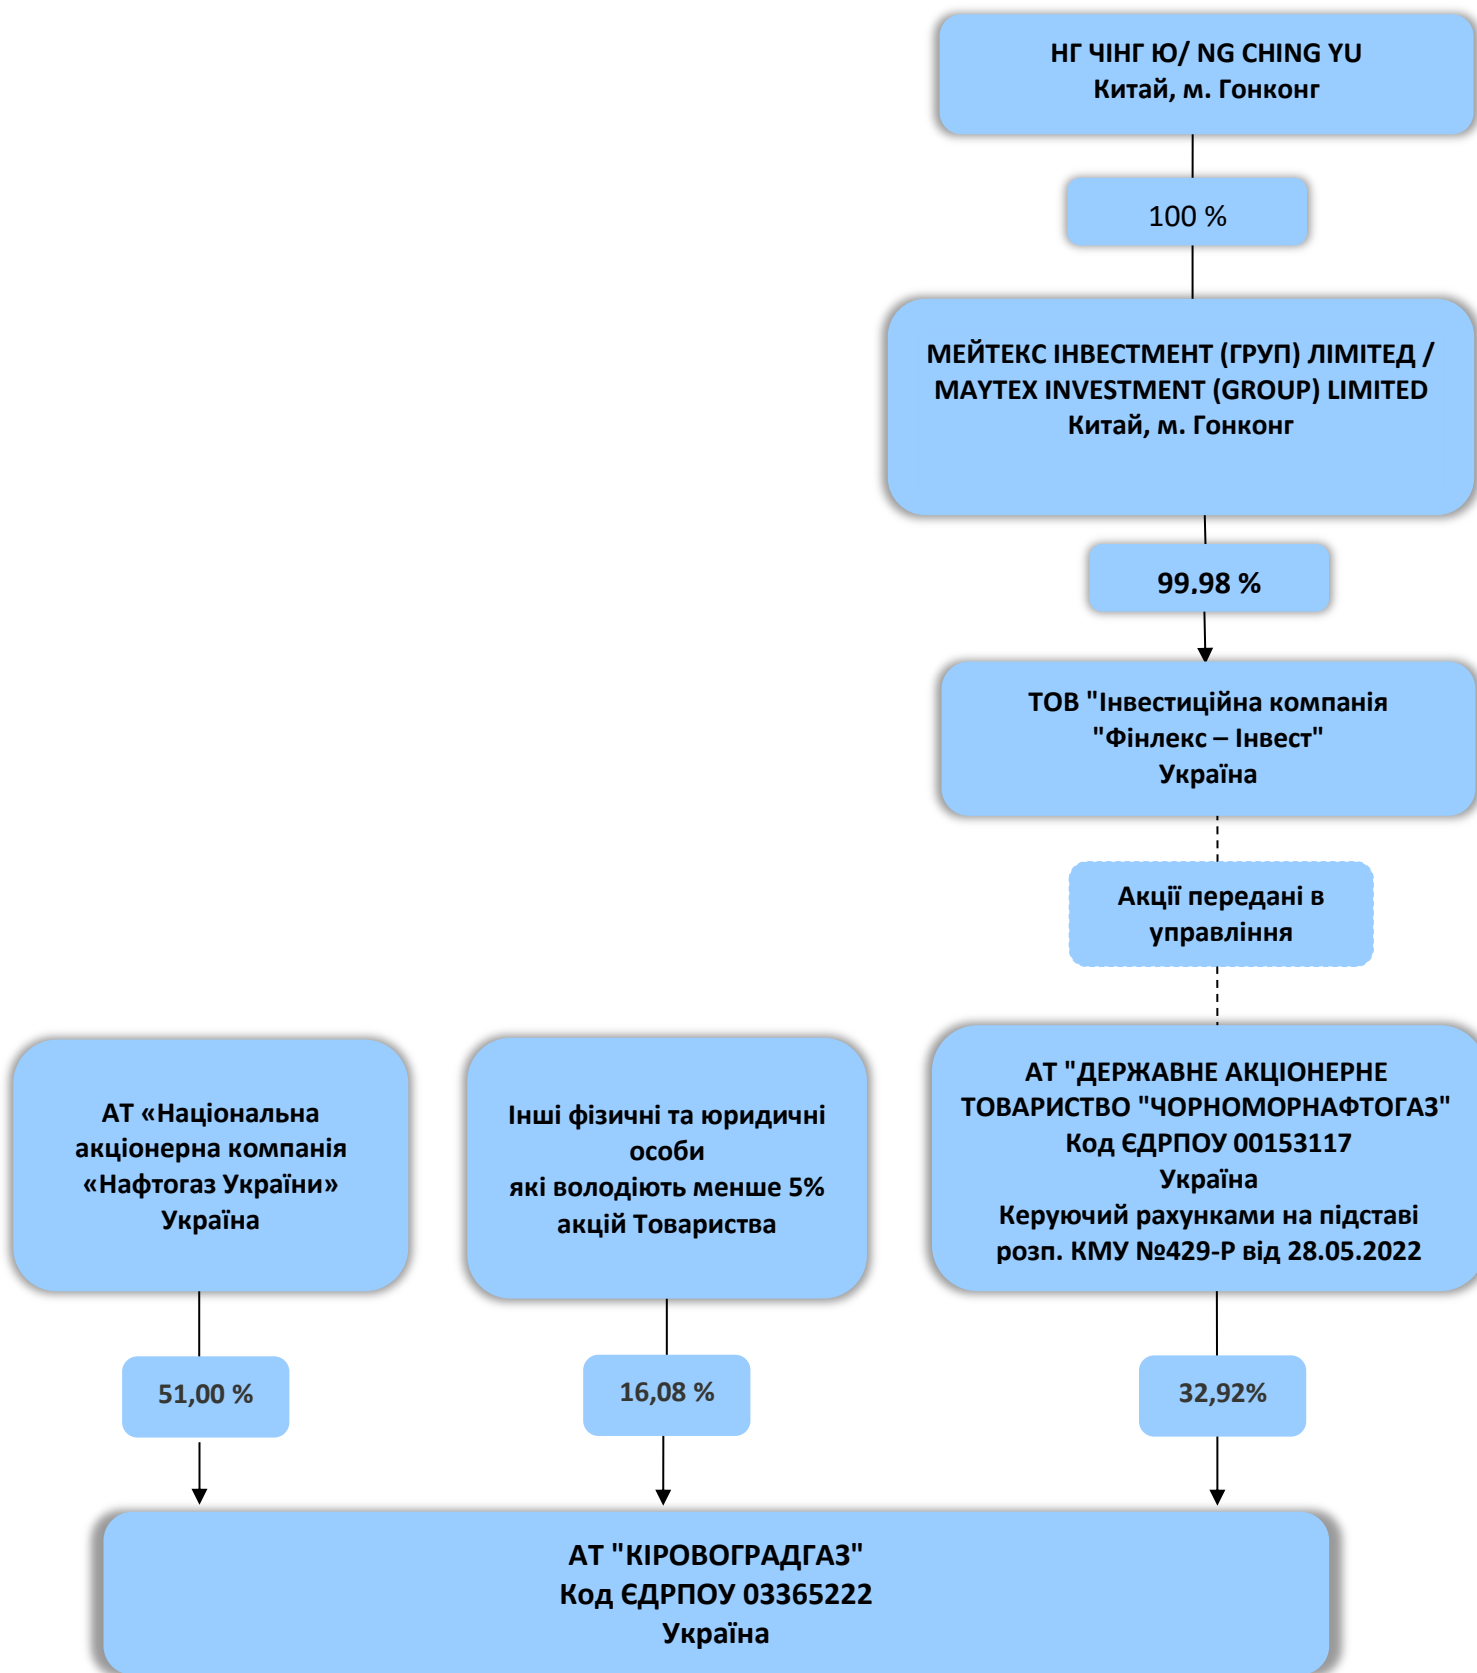 НГ ЧІНГ Ю/ NG CHING YU
Китай, м. Гонконг
100 %
МЕЙТЕКС ІНВЕСТМЕНТ (ГРУП) ЛІМІТЕД /
MAYTEX INVESTMENT (GROUP) LIMITED
Китай, м. Гонконг
99,98 %
ТОВ "Інвестиційна компанія
"Фінлекс – Інвест"
Україна
Акції передані в
управління
АТ «Національна
акціонерна компанія
«Нафтогаз України»
Україна
Інші фізичні та юридичні
особи
які володіють менше 5%
акцій Товариства
АТ "ДЕРЖАВНЕ АКЦІОНЕРНЕ
ТОВАРИСТВО "ЧОРНОМОРНАФТОГАЗ"
Код ЄДРПОУ 00153117
Україна
Керуючий рахунками на підставі
розп. КМУ №429-Р від 28.05.2022
51,00 %
16,08 %
32,92%
АТ "КІРОВОГРАДГАЗ"
Код ЄДРПОУ 03365222
Україна